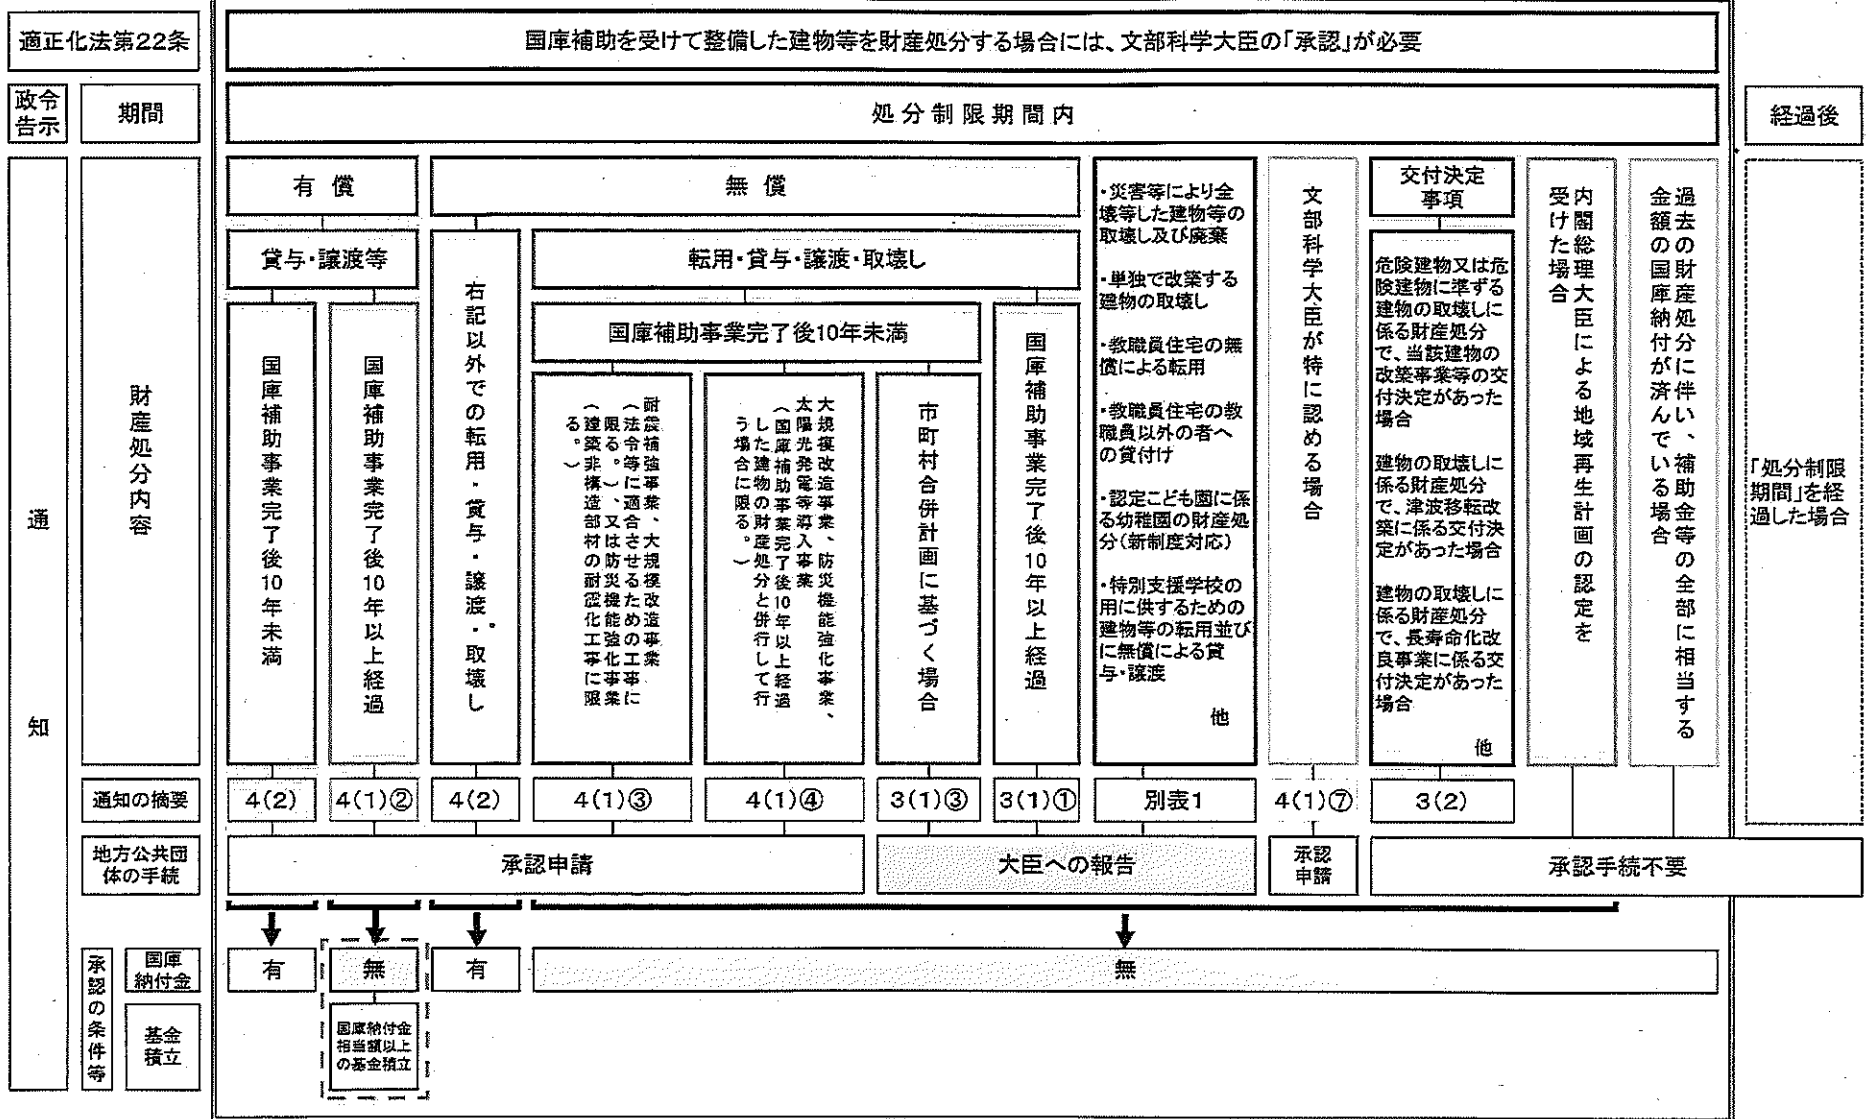 適正化法第22条
国庫補助を受けて整備した建物等を財産処分する場合には、文部科学大臣の「承認」が必要
政令
告示
期間
処分制限期間内
経過後
通知
財産処分内容
有償
貸与・譲渡等
国庫補助事業完了後10年未満
国庫補助事業完了後10年以上経過
無償
右記以外での転用・貸与・譲渡・取壊し
転用・貸与・譲渡・取壊し
国庫補助事業完了後10年未満
耐震補強事業、大規模改造事業
(法令等に適合させるための工事に
限る。)、又は防災機能強化事業
(建築非構造部材の耐震化工事に限
る。)
大規模改造事業、防災機能強化事業、
太陽光発電等導入事業
(国庫補助事業完了後10年以上経過
した建物の財産処分と併行して行
う場合に限る。)
市町村合併計画に基づく場合
国庫補助事業完了後10年以上経過
・災害等により全
壊等した建物等の
取壊し及び廃棄
・単独で改築する
建物の取壊し
・教職員住宅の無
償による転用
・教職員住宅の教
職員以外の者へ
の貸付け
・認定こども園に係
る幼稚園の財産処
分(新制度対応)
・特別支援学校の
用に供するための
建物等の転用並び
に無償による貸
与・譲渡
他
文部科学大臣が特に認める場合
交付決定
事項
危険建物又は危
険建物に準ずる
建物の取壊しに
係る財産処分
で、当該建物の
改築事業等の交
付決定があった
場合
建物の取壊しに
係る財産処分
で、津波移転改
築に係る交付決
定があった場合
建物の取壊しに
係る財産処分
で、長寿命化改
良事業に係る交
付決定があった
場合
他
内閣総理大臣による地域再生計画の認定を
受けた場合
過去の財産処分に伴い、補助金等の全部に相当する
金額の国庫納付が済んでいる場合
「処分制限
期間」を経
過した場合
通知の摘要
4(2)
4(1)②
4(2)
4(1)③
4(1)④
3(1)③
3(1)①
別表1
4(1)⑦
3(2)
地方公共団
体の手続
承認申請
大臣への報告
承認
申請
承認手続不要
承認の条件等
国庫
納付金
有
無
有
無
基金
積立
国庫納付金
相当額以上
の基金積立